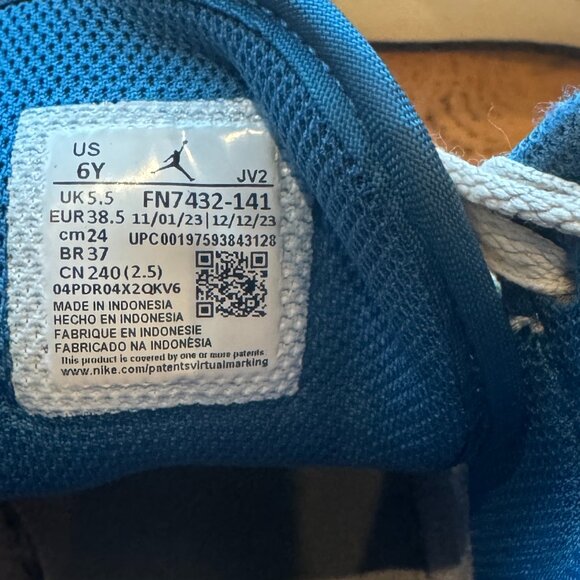 US
6Y
JV2
UK 5.5 FN7432-141
EUR 38.5 11/01/23 | 12/12/23
cm 24 UPC00197593843128
BR 37
CN 240 (2.5)
04PDR04X2QKV6
MADE IN INDONESIA
HECHO EN INDONESIA
FABRIQUE EN INDONESIE
FABRICADO NA INDONÉSIA
This product is covered by one or more patents
www.nike.com/patentsvirtualmarking